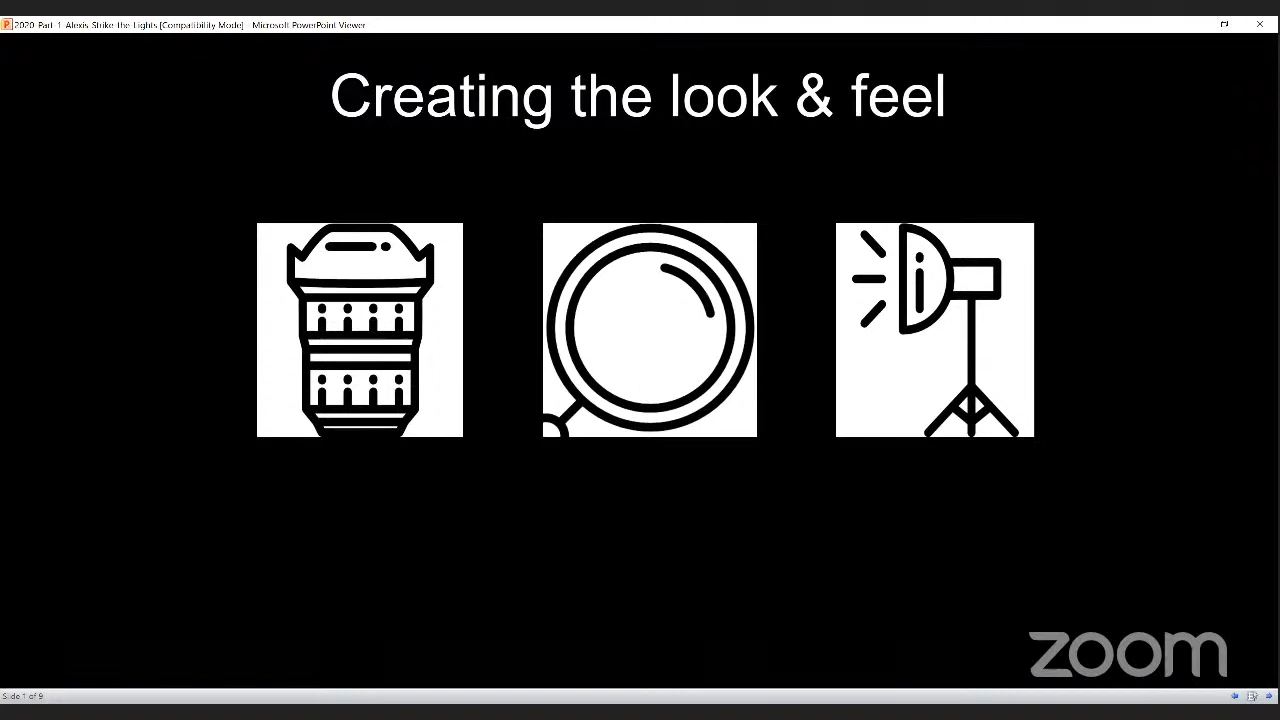 2020-Part-1-Alexis-Strike-the-Lights [Compatibility Mode] - Microsoft PowerPoint Viewer
Creating the look & feel
zoom
Slide 1 of 9